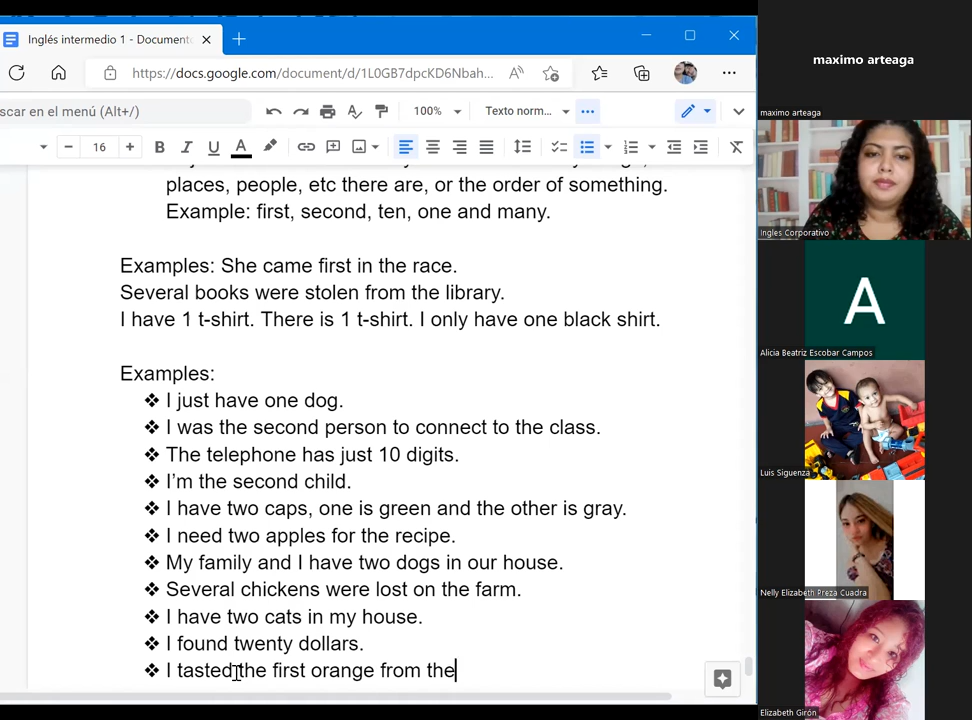 Inglés intermedio 1 - Documento
https://docs.google.com/document/d/1L0GB7dpcKD6Nbah...
scar en el menú (Alt+/)
100%
Texto norm...
16
places, people, etc there are, or the order of something.
Example: first, second, ten, one and many.
Examples: She came first in the race.
Several books were stolen from the library.
I have 1 t-shirt. There is 1 t-shirt. I only have one black shirt.
Examples:
❖ I just have one dog.
❖ I was the second person to connect to the class.
❖ The telephone has just 10 digits.
❖ I'm the second child.
❖ I have two caps, one is green and the other is gray.
❖ I need two apples for the recipe.
❖ My family and I have two dogs in our house.
❖ Several chickens were lost on the farm.
❖ I have two cats in my house.
❖ I found twenty dollars.
❖ I tasted the first orange from the
maximo arteaga
maximo arteaga
Ingles Corporativo
A
Alicia Beatriz Escobar Campos
Luis Siguenza
Nelly Elizabeth Preza Cuadra
Elizabeth Girón